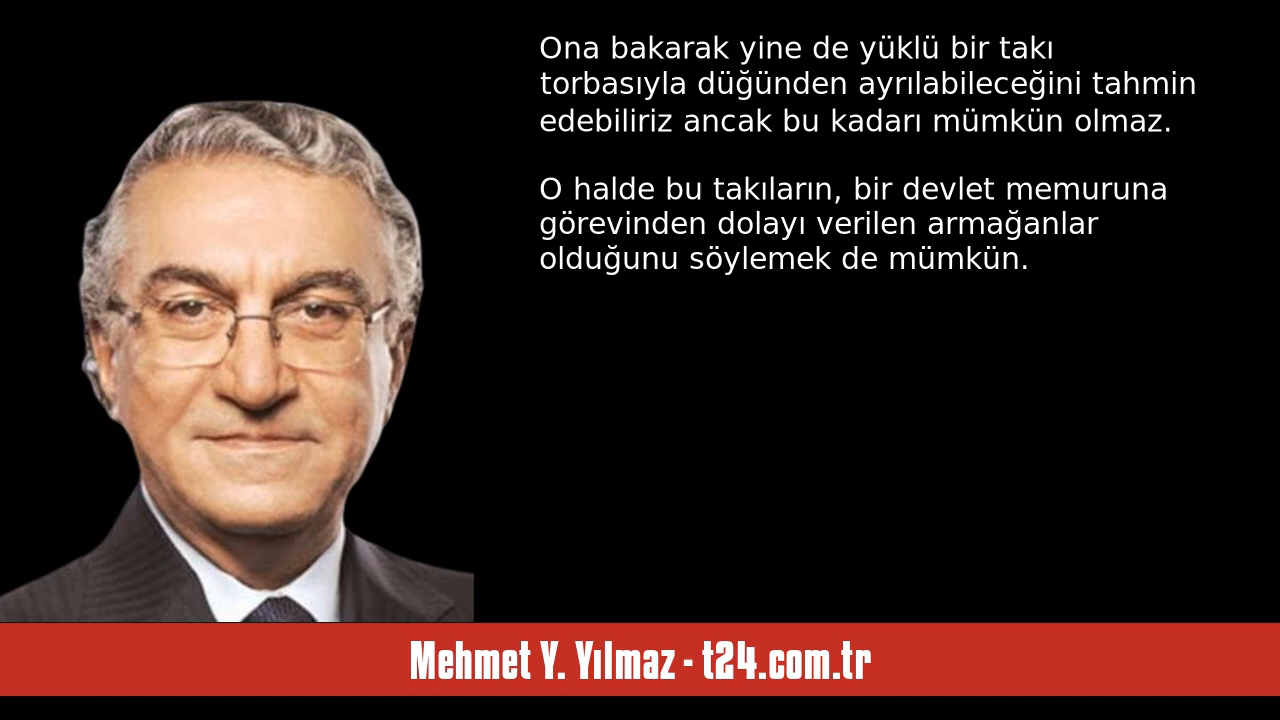 Ona bakarak yine de yüklü bir takı
torbasıyla düğünden ayrılabileceğini tahmin
edebiliriz ancak bu kadarı mümkün olmaz.
O halde bu takıların, bir devlet memuruna
görevinden dolayı verilen armağanlar
olduğunu söylemek de mümkün.
Mehmet Y. Yılmaz - t24.com.tr